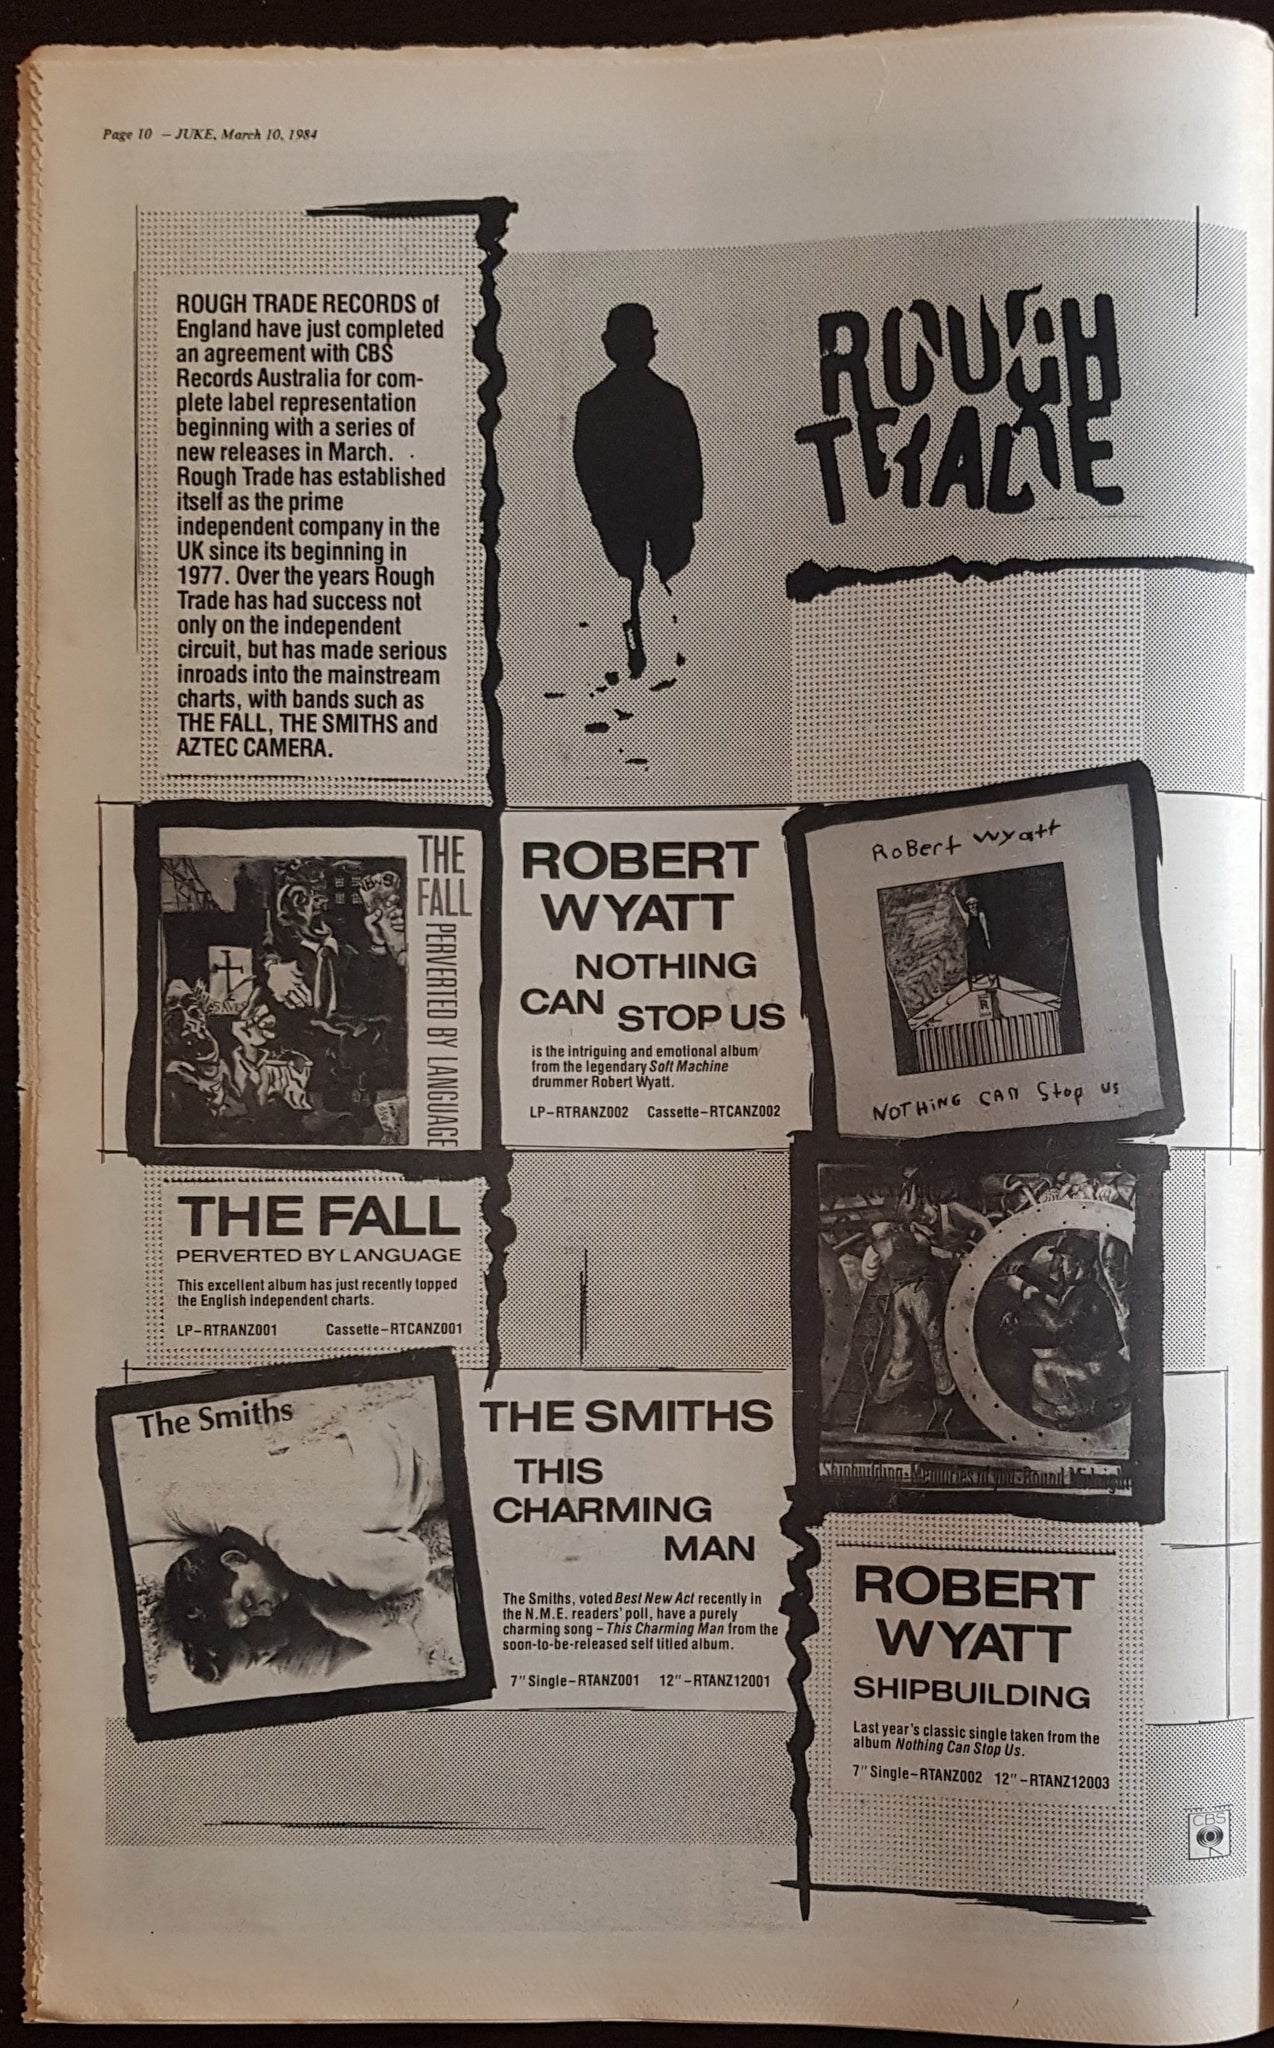 Page 10 – JUKE, March 10, 1984
ROUGH TRADE RECORDS of
England have just completed
an agreement with CBS
Records Australia for com-
plete label representation
beginning with a series of
new releases in March.
Rough Trade has established
itself as the prime
independent company in the
UK since its beginning in
1977. Over the years Rough
Trade has had success not
only on the independent
circuit, but has made serious
inroads into the mainstream
charts, with bands such as
THE FALL, THE SMITHS and
AZTEC CAMERA.
ROUGH
TRADE
THE
FALL
PERVERTED BY LANGUAGE
SAVES
ROBERT
WYATT
NOTHING
CAN STOP US
is the intriguing and emotional album
from the legendary Soft Machine
drummer Robert Wyatt.
LP–RTRANZ002 Cassette–RTCANZ002
Robert Wyatt
NOTHING CAN Stop us
THE FALL
PERVERTED BY LANGUAGE
This excellent album has just recently topped
the English independent charts.
LP–RTRANZ001 Cassette–RTCANZ001
The Smiths
THE SMITHS
THIS
CHARMING
MAN
The Smiths, voted Best New Act recently in
the N.M.E. readers' poll, have a purely
charming song – This Charming Man from the
soon-to-be-released self titled album.
7" Single–RTANZ001 12"–RTANZ12001
Shipbuilding-Memories of you-Round Midnight
ROBERT
WYATT
SHIPBUILDING
Last year's classic single taken from the
album Nothing Can Stop Us.
7" Single–RTANZ002 12"–RTANZ12003
CBS